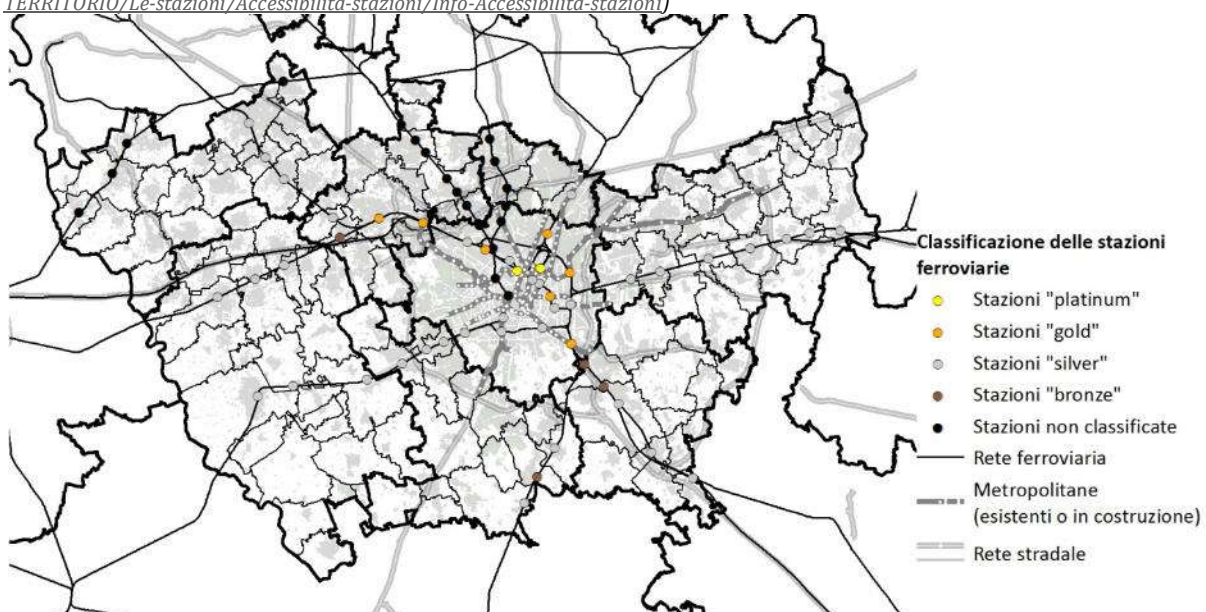 TERRITORIO/Le-stazioni/Accessibilita-stazioni/Info-Accessibilita-stazioni)
Classificazione delle stazioni
ferroviarie
Stazioni "platinum"
Stazioni "gold"
Stazioni "silver"
Stazioni "bronze"
Stazioni non classificate
Rete ferroviaria
Metropolitane
(esistenti o in costruzione)
Rete stradale